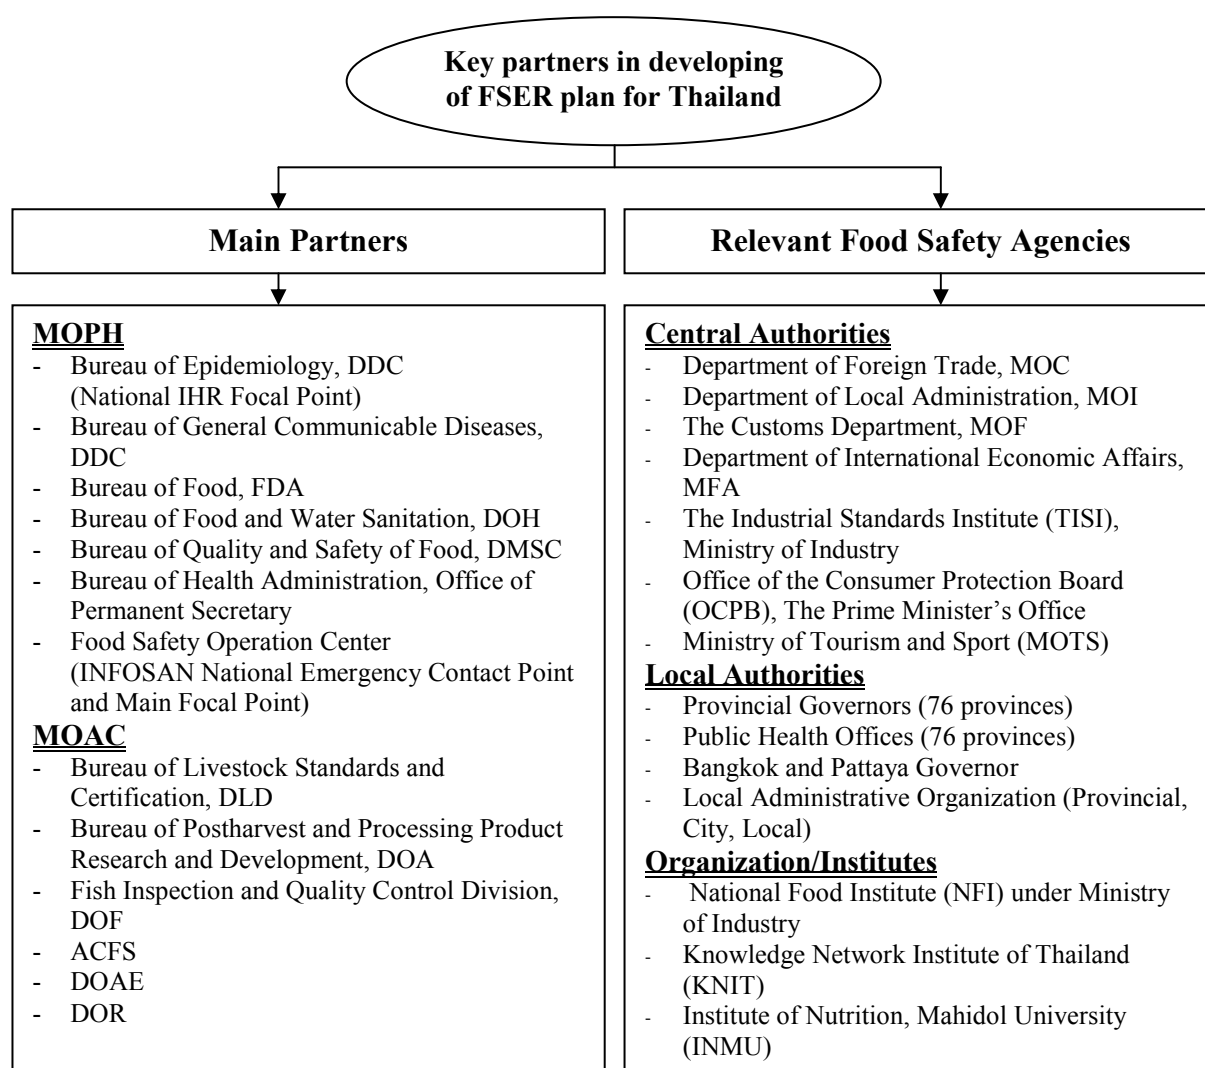 Key partners in developing
of FSER plan for Thailand
Main Partners
MOPH
- Bureau of Epidemiology, DDC
(National IHR Focal Point)
- Bureau of General Communicable Diseases,
DDC
- Bureau of Food, FDA
- Bureau of Food and Water Sanitation, DOH
- Bureau of Quality and Safety of Food, DMSC
- Bureau of Health Administration, Office of
Permanent Secretary
- Food Safety Operation Center
(INFOSAN National Emergency Contact Point
and Main Focal Point)
MOAC
- Bureau of Livestock Standards and
Certification, DLD
- Bureau of Postharvest and Processing Product
Research and Development, DOA
- Fish Inspection and Quality Control Division,
DOF
- ACFS
- DOAE
- DOR
Relevant Food Safety Agencies
Central Authorities
- Department of Foreign Trade, MOC
- Department of Local Administration, MOI
- The Customs Department, MOF
- Department of International Economic Affairs,
MFA
- The Industrial Standards Institute (TISI),
Ministry of Industry
- Office of the Consumer Protection Board
(OCPB), The Prime Minister’s Office
- Ministry of Tourism and Sport (MOTS)
Local Authorities
- Provincial Governors (76 provinces)
- Public Health Offices (76 provinces)
- Bangkok and Pattaya Governor
- Local Administrative Organization (Provincial,
City, Local)
Organization/Institutes
- National Food Institute (NFI) under Ministry
of Industry
- Knowledge Network Institute of Thailand
(KNIT)
- Institute of Nutrition, Mahidol University
(INMU)